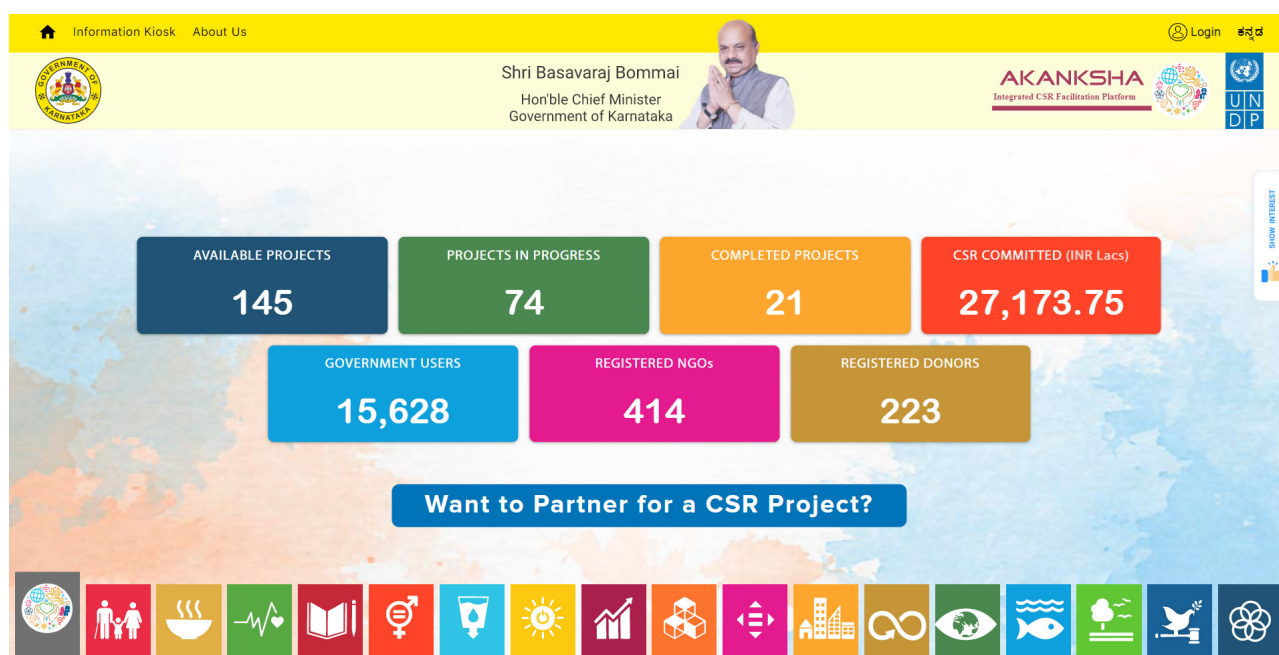 Information Kiosk About Us
Login ಕನ್ನಡ
GOVERNMENT OF KARNATAKA
Shri Basavaraj Bommai
Hon'ble Chief Minister
Government of Karnataka
AKANKSHA
Integrated CSR Facilitation Platform
U N
D P
SHOW INTEREST
AVAILABLE PROJECTS
145
PROJECTS IN PROGRESS
74
COMPLETED PROJECTS
21
CSR COMMITTED (INR Lacs)
27,173.75
GOVERNMENT USERS
15,628
REGISTERED NGOs
414
REGISTERED DONORS
223
Want to Partner for a CSR Project?